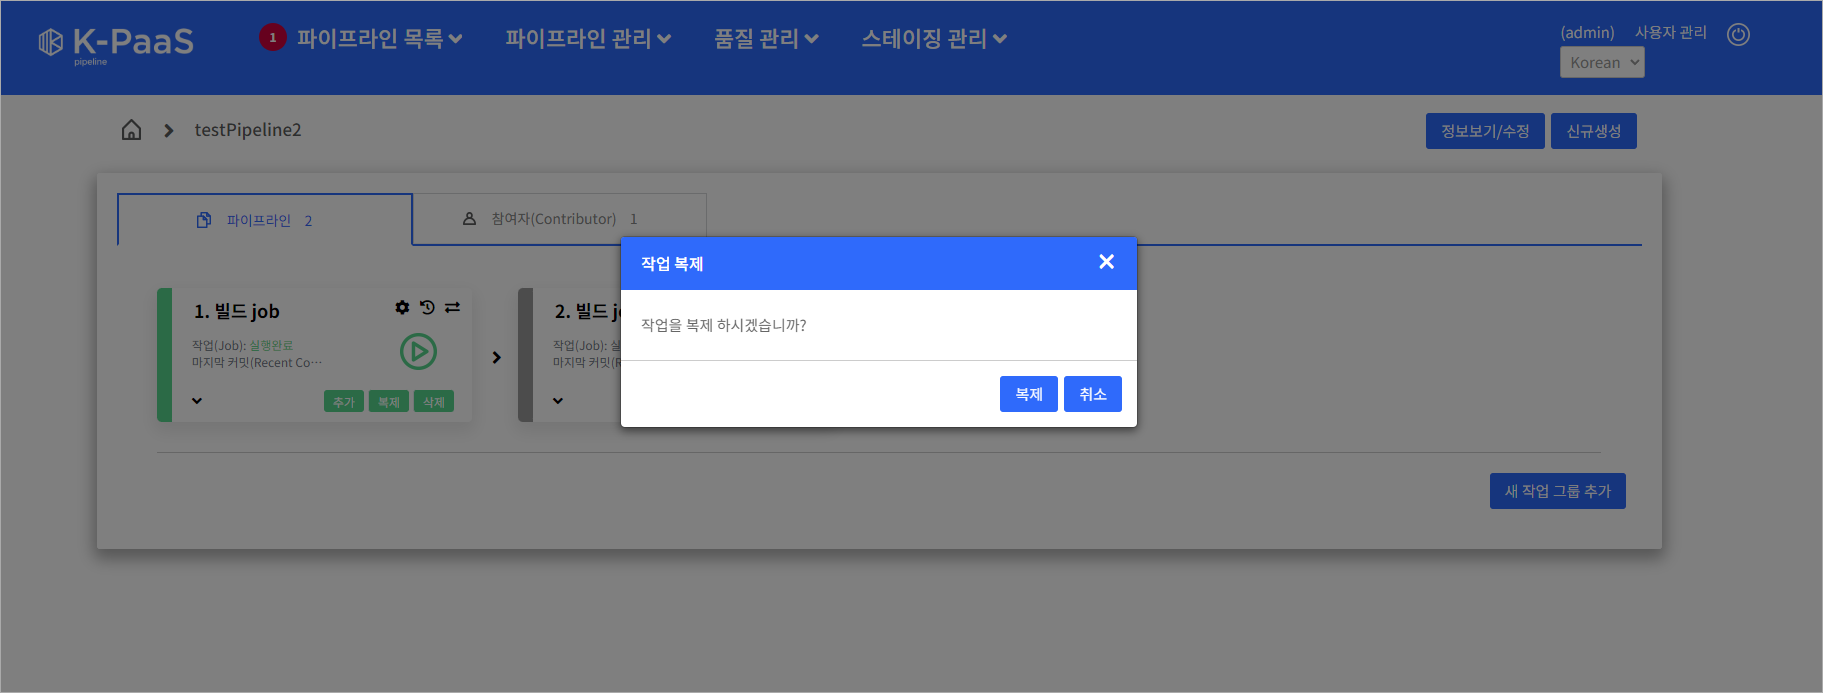 K-PaaS
pipeline
1 파이프라인 목록 파이프라인 관리 품질 관리 스테이징 관리
(admin) 사용자 관리
Korean
testPipeline2
정보보기/수정 신규생성
파이프라인 2
참여자(Contributor) 1
작업 복제
작업을 복제 하시겠습니까?
복제 취소
1. 빌드 job
작업(Job): 실행완료
마지막 커밋(Recent Co…
추가 복제 삭제
2. 빌드 j
작업(Job):
마지막 커밋(R
새 작업 그룹 추가